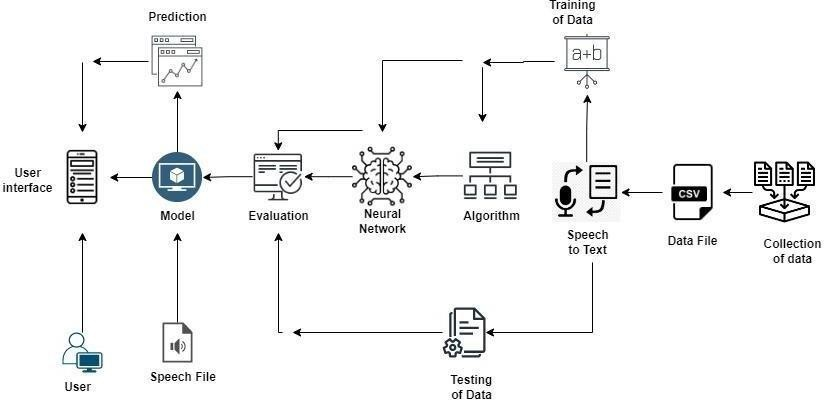 Prediction
Training
of Data
a+b
User
interface
Model
Evaluation
Neural
Network
Algorithm
Speech
to Text
CSV
Data File
Collection
of data
User
Speech File
Testing
of Data